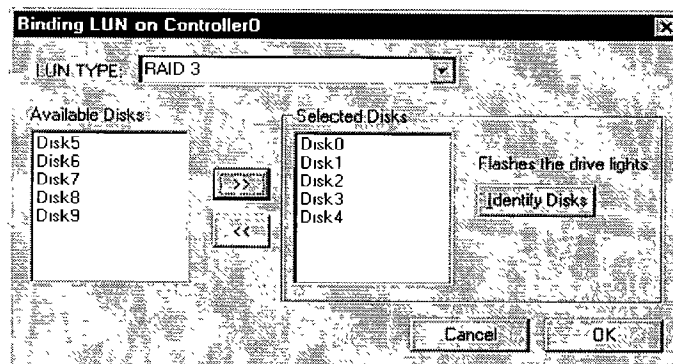 Binding LUN on Controller0
LUN TYPE: RAID 3
Available Disks
Disk5
Disk6
Disk7
Disk8
Disk9
>>
<<
Selected Disks
Disk0
Disk1
Disk2
Disk3
Disk4
Flashes the drive lights
Identify Disks
Cancel
OK